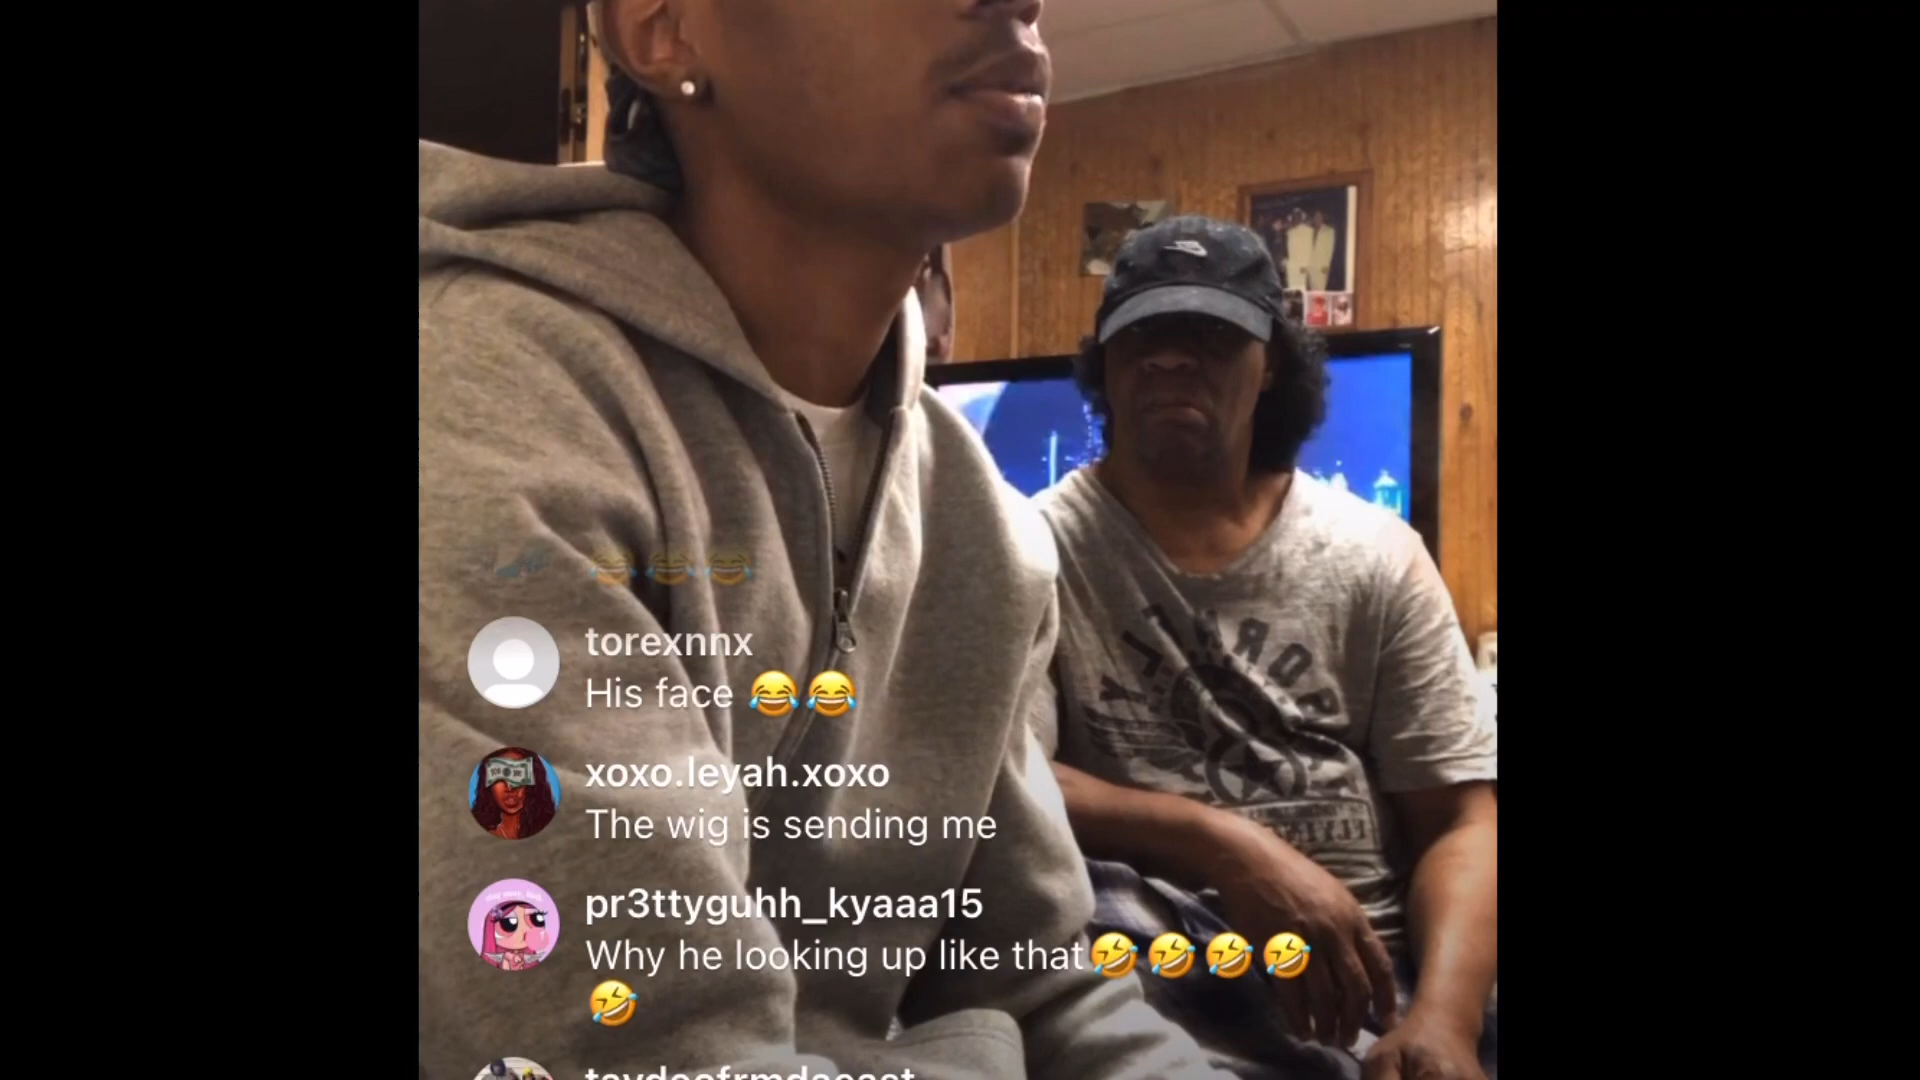 torexnnx
His face 😂😂
xoxo.leyah.xoxo
The wig is sending me
pr3ttyguhh_kyaaa15
Why he looking up like that🤣🤣🤣🤣
🤣